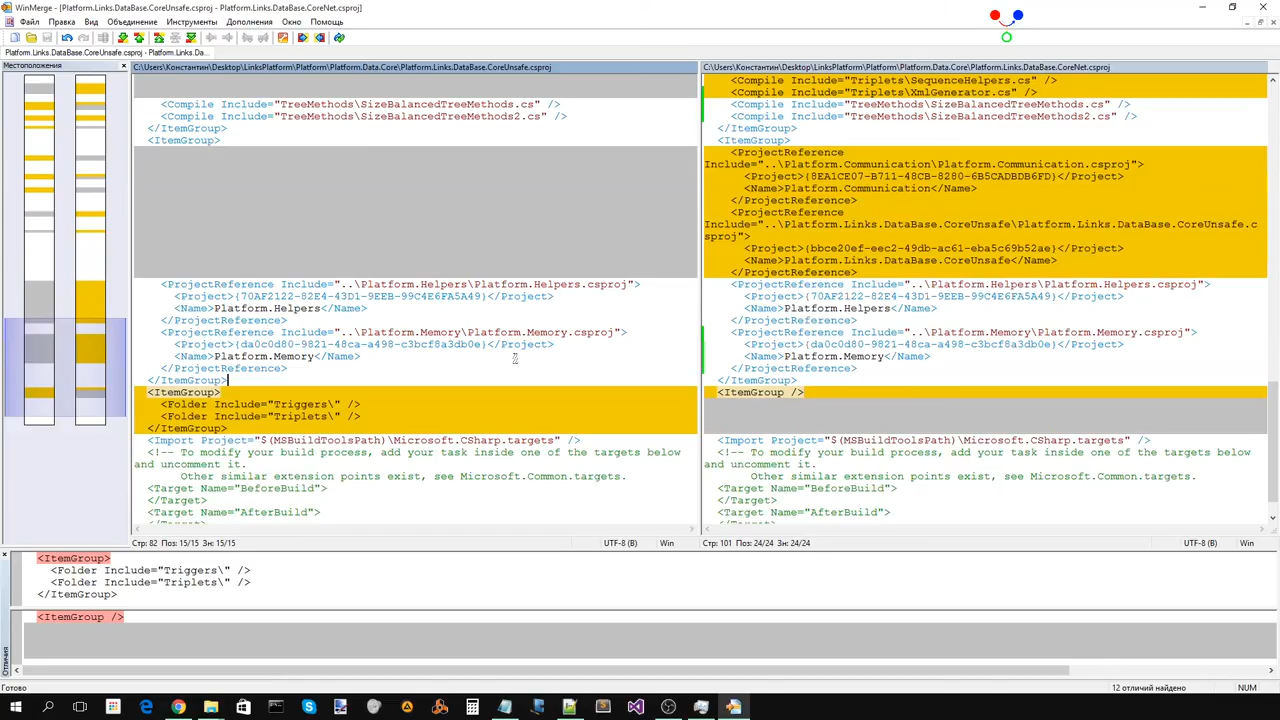 WinMerge - [Platform.Links.DataBase.CoreUnsafe.csproj - Platform.Links.DataBase.CoreNet.csproj]
Файл Правка Вид Объединение Инструменты Дополнения Окно Помощь
Platform.Links.DataBase.CoreUnsafe.csproj - Platform.Links.Da...
Местоположения
C:\Users\Константин\Desktop\LinksPlatform\Platform\Platform.Data.Core\Platform.Links.DataBase.CoreUnsafe.csproj
<Compile Include="TreeMethods\SizeBalancedTreeMethods.cs" />
<Compile Include="TreeMethods\SizeBalancedTreeMethods2.cs" />
</ItemGroup>
<ItemGroup>
<ProjectReference Include="..\Platform.Helpers\Platform.Helpers.csproj">
<Project>{70AF2122-82E4-43D1-9EEB-99C4E6FA5A49}</Project>
<Name>Platform.Helpers</Name>
</ProjectReference>
<ProjectReference Include="..\Platform.Memory\Platform.Memory.csproj">
<Project>{da0c0d80-9821-48ca-a498-c3bcf8a3db0e}</Project>
<Name>Platform.Memory</Name>
</ProjectReference>
</ItemGroup>
<ItemGroup>
<Folder Include="Triggers\" />
<Folder Include="Triplets\" />
</ItemGroup>
<Import Project="$(MSBuildToolsPath)\Microsoft.CSharp.targets" />
<!-- To modify your build process, add your task inside one of the targets below
and uncomment it.
Other similar extension points exist, see Microsoft.Common.targets.
<Target Name="BeforeBuild">
</Target>
<Target Name="AfterBuild">
</Target>
Стр: 82 Поз: 15/15 Зн: 15/15 UTF-8 (B) Win
C:\Users\Константин\Desktop\LinksPlatform\Platform\Platform.Data.Core\Platform.Links.DataBase.CoreNet.csproj
<Compile Include="Triplets\SequenceHelpers.cs" />
<Compile Include="Triplets\XmlGenerator.cs" />
<Compile Include="TreeMethods\SizeBalancedTreeMethods.cs" />
<Compile Include="TreeMethods\SizeBalancedTreeMethods2.cs" />
</ItemGroup>
<ItemGroup>
<ProjectReference
Include="..\Platform.Communication\Platform.Communication.csproj">
<Project>{8EA1CE07-B711-48CB-8280-6B5CADBDB6FD}</Project>
<Name>Platform.Communication</Name>
</ProjectReference>
<ProjectReference
Include="..\Platform.Links.DataBase.CoreUnsafe\Platform.Links.DataBase.CoreUnsafe.c
sproj">
<Project>{bbce20ef-eec2-49db-ac61-eba5c69b52ae}</Project>
<Name>Platform.Links.DataBase.CoreUnsafe</Name>
</ProjectReference>
<ProjectReference Include="..\Platform.Helpers\Platform.Helpers.csproj">
<Project>{70AF2122-82E4-43D1-9EEB-99C4E6FA5A49}</Project>
<Name>Platform.Helpers</Name>
</ProjectReference>
<ProjectReference Include="..\Platform.Memory\Platform.Memory.csproj">
<Project>{da0c0d80-9821-48ca-a498-c3bcf8a3db0e}</Project>
<Name>Platform.Memory</Name>
</ProjectReference>
</ItemGroup>
<ItemGroup />
<Import Project="$(MSBuildToolsPath)\Microsoft.CSharp.targets" />
<!-- To modify your build process, add your task inside one of the targets below
and uncomment it.
Other similar extension points exist, see Microsoft.Common.targets.
<Target Name="BeforeBuild">
</Target>
<Target Name="AfterBuild">
</Target>
Стр: 101 Поз: 24/24 Зн: 24/24 UTF-8 (B) Win
Отличия
<ItemGroup>
<Folder Include="Triggers\" />
<Folder Include="Triplets\" />
</ItemGroup>
<ItemGroup />
Готово 12 отличий найдено NUM